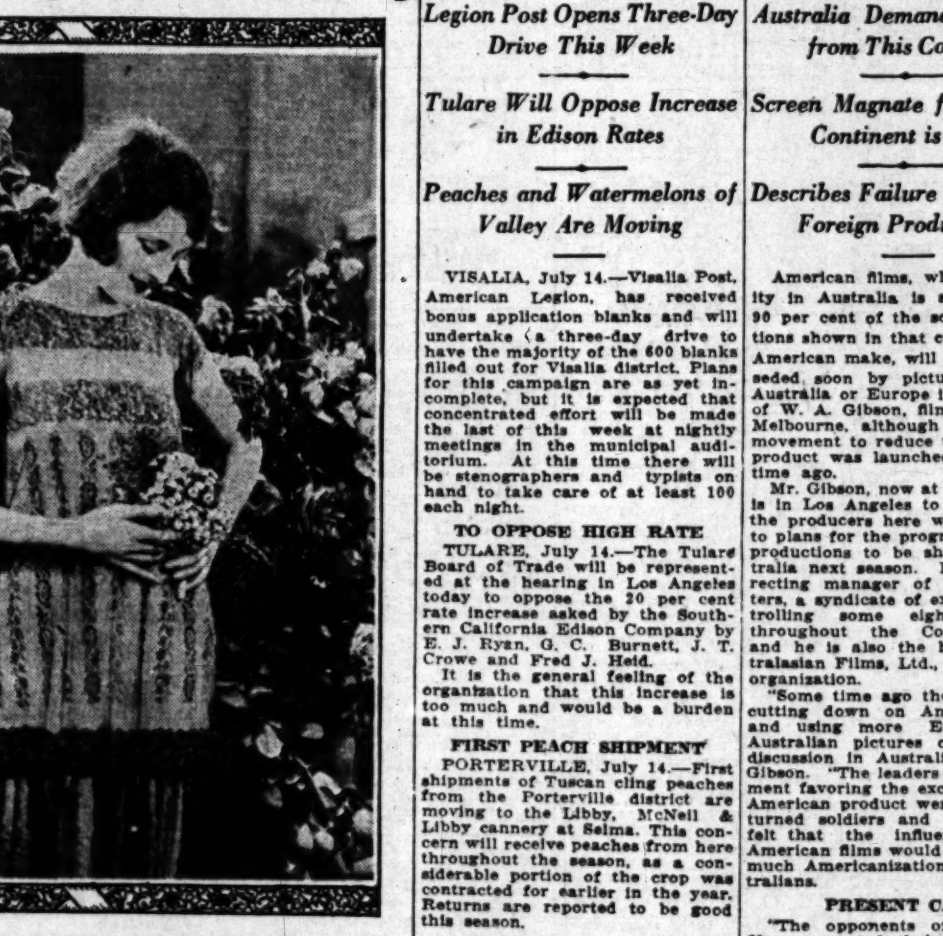 Legion Post Opens Three-Day
Drive This Week
Tulare Will Oppose Increase
in Edison Rates
Peaches and Watermelons of
Valley Are Moving
VISALIA, July 14.—Visalia Post,
American Legion, has received
bonus application blanks and will
undertake a three-day drive to
have the majority of the 600 blanks
filled out for Visalia district. Plans
for this campaign are as yet in-
complete, but it is expected that
concentrated effort will be made
the last of this week at nightly
meetings in the municipal audi-
torium. At this time there will
be stenographers and typists on
hand to take care of at least 100
each night.
TO OPPOSE HIGH RATE
TULARE, July 14.—The Tulare
Board of Trade will be represent-
ed at the hearing in Los Angeles
today to oppose the 20 per cent
rate increase asked by the South-
ern California Edison Company by
E. J. Ryan, G. C. Burnett, J. T.
Crowe and Fred J. Heid.
It is the general feeling of the
organization that this increase is
too much and would be a burden
at this time.
FIRST PEACH SHIPMENT
PORTERVILLE, July 14.—First
shipments of Tuscan cling peaches
from the Porterville district are
moving to the Libby, McNeil &
Libby cannery at Selma. This con-
cern will receive peaches from here
throughout the season, as a con-
siderable portion of the crop was
contracted for earlier in the year.
Returns are reported to be good
this season.
Australia Deman
from This Co
Screen Magnate f
Continent is
Describes Failure
Foreign Produ
American films, wh
ity in Australia is s
90 per cent of the sc
tions shown in that c
American make, will
seded soon by pictu
Australia or Europe i
of W. A. Gibson, film
Melbourne, although
movement to reduce
product was launched
time ago.
Mr. Gibson, now at
is in Los Angeles to
the producers here w
to plans for the progr
productions to be sh
tralia next season.
recting manager of
ters, a syndicate of ex
trolling some eigh
throughout the Co
and he is also the h
tralasian Films, Ltd.,
organization.
"Some time ago the
cutting down on Am
and using more E
Australian pictures c
discussion in Australi
Gibson. "The leaders
ment favoring the exc
American product wer
turned soldiers and
felt that the influe
American films would
much Americanization
tralians.
PRESENT C
"The opponents o